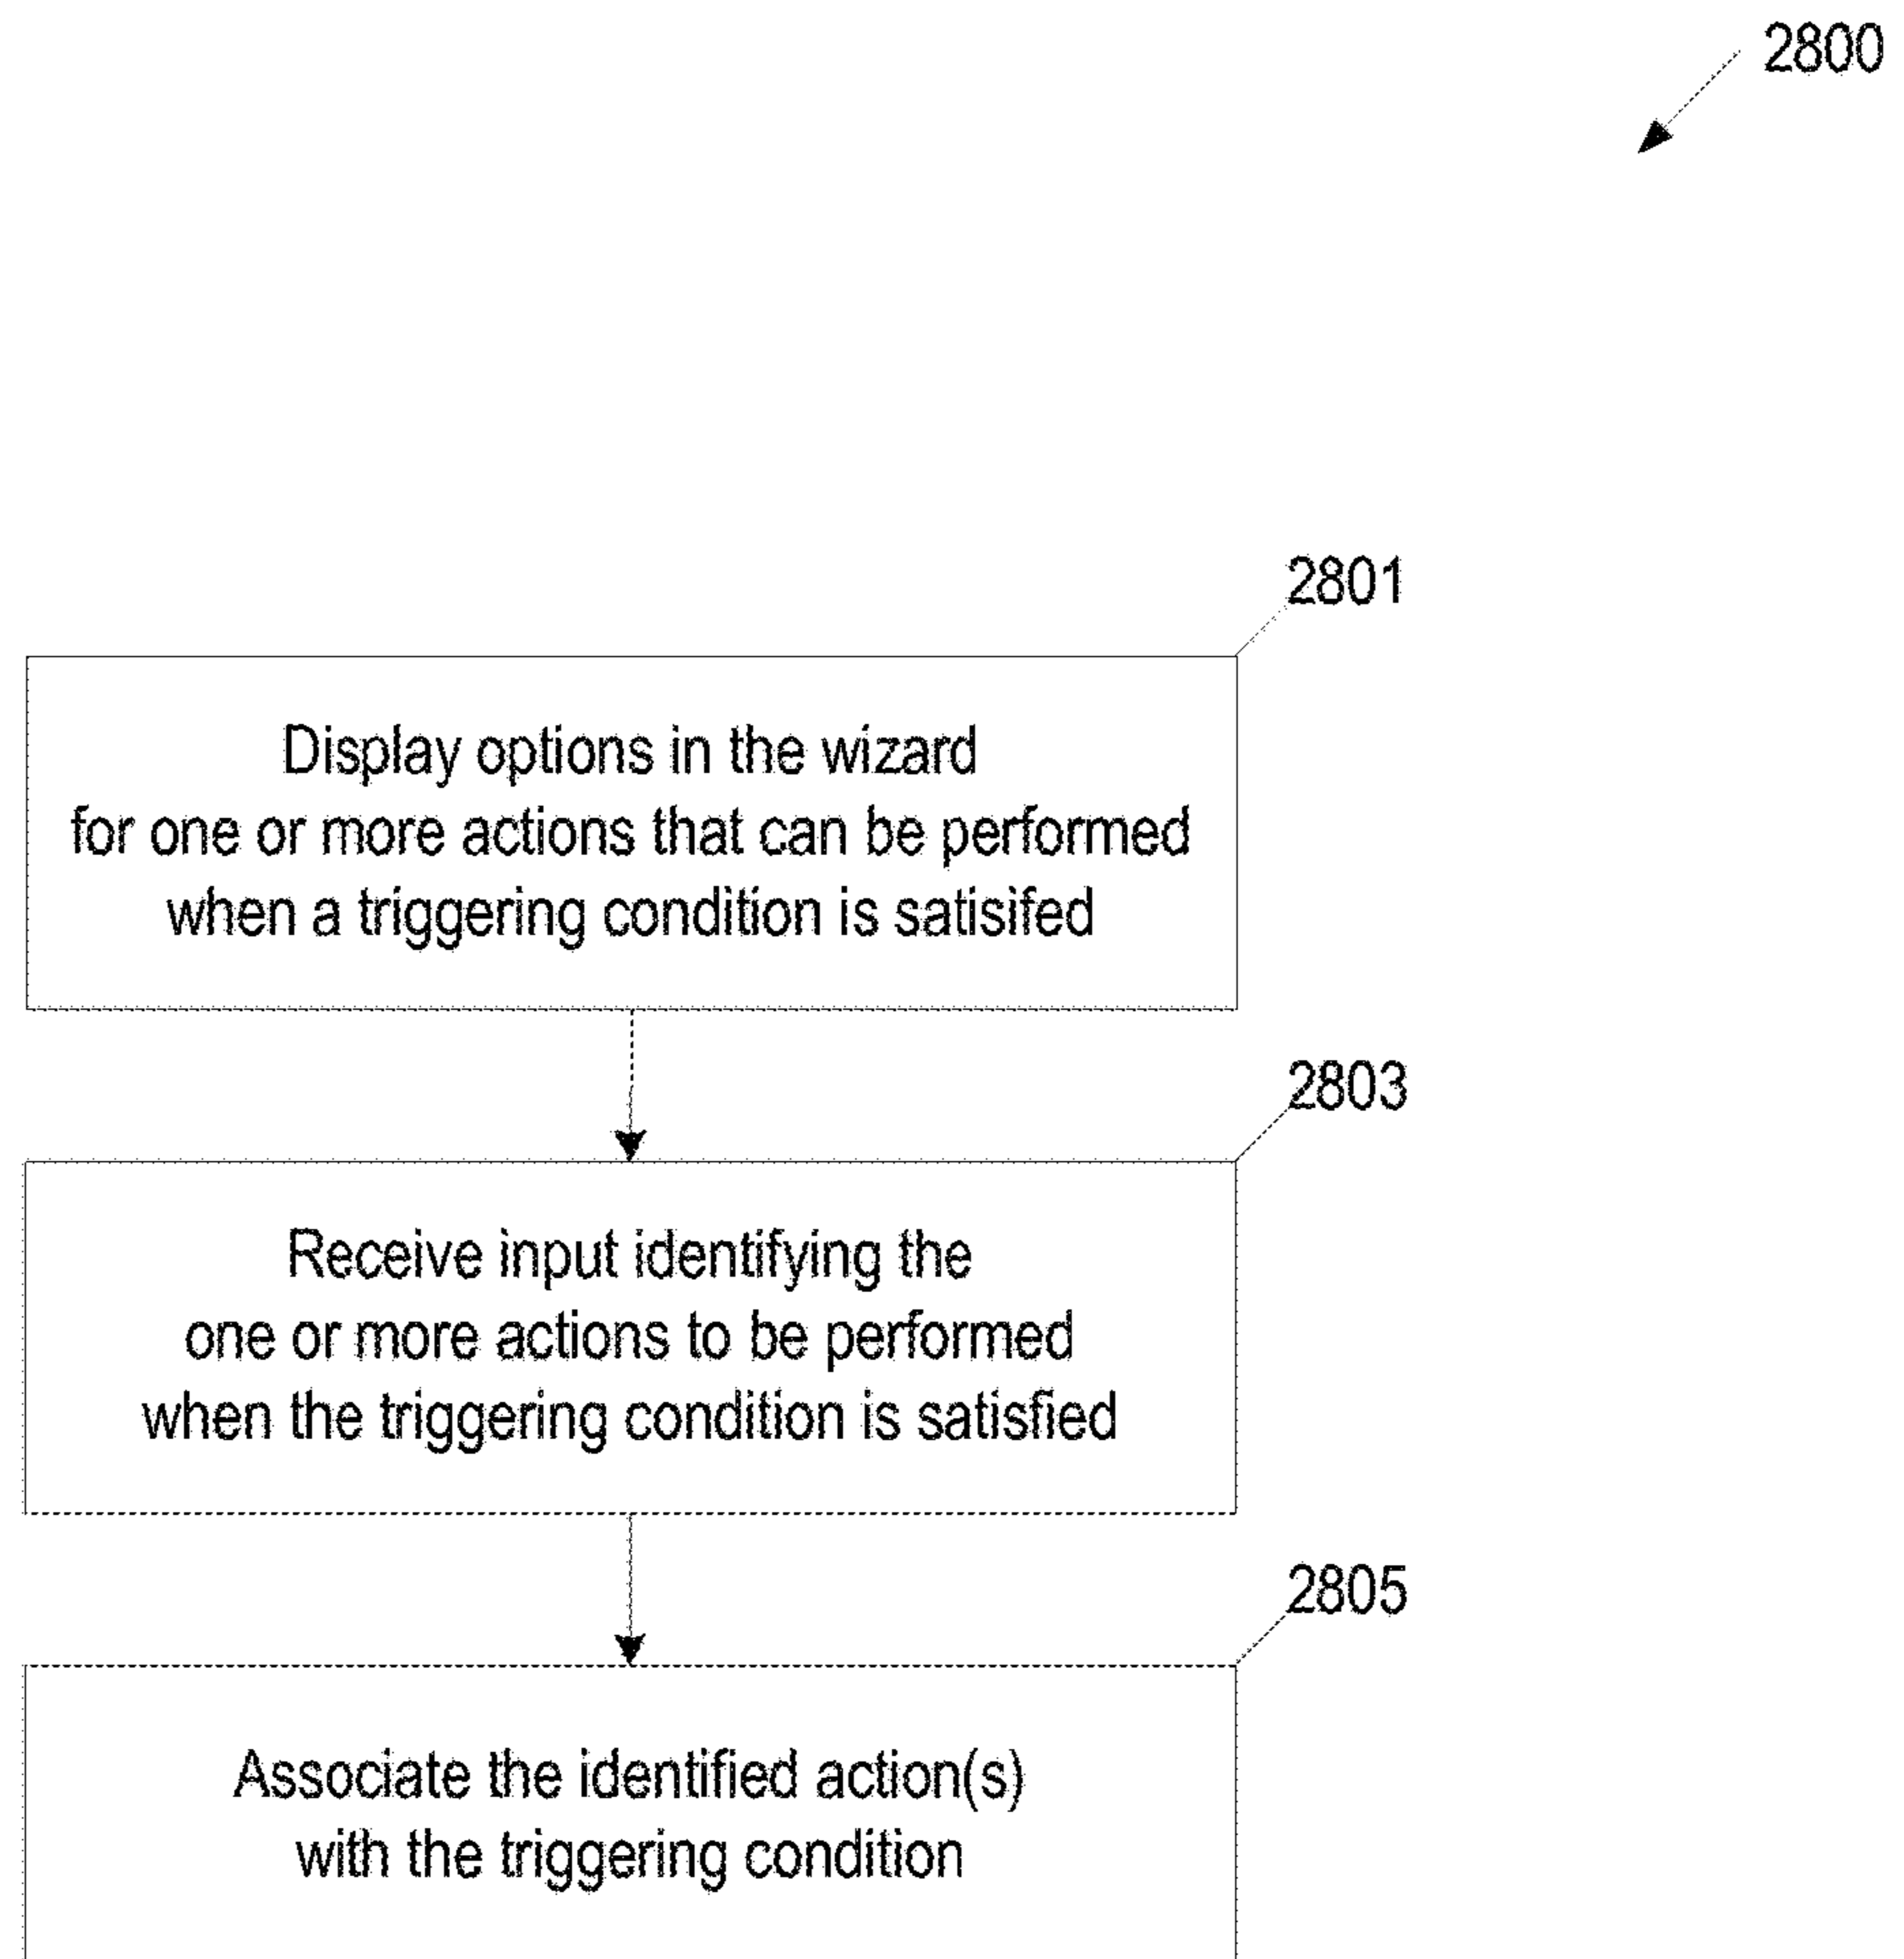 2800
2801
Display options in the wizard
for one or more actions that can be performed
when a triggering condition is satisifed
2803
Receive input identifying the
one or more actions to be performed
when the triggering condition is satisfied
2805
Associate the identified action(s)
with the triggering condition